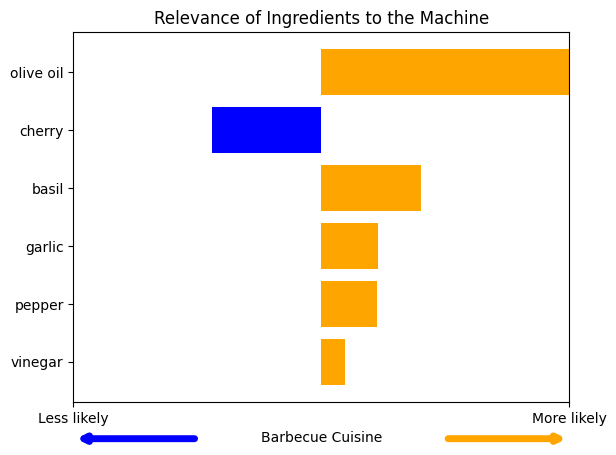 Relevance of Ingredients to the Machine
olive oil
cherry
basil
garlic
pepper
vinegar
Less likely
More likely
Barbecue Cuisine